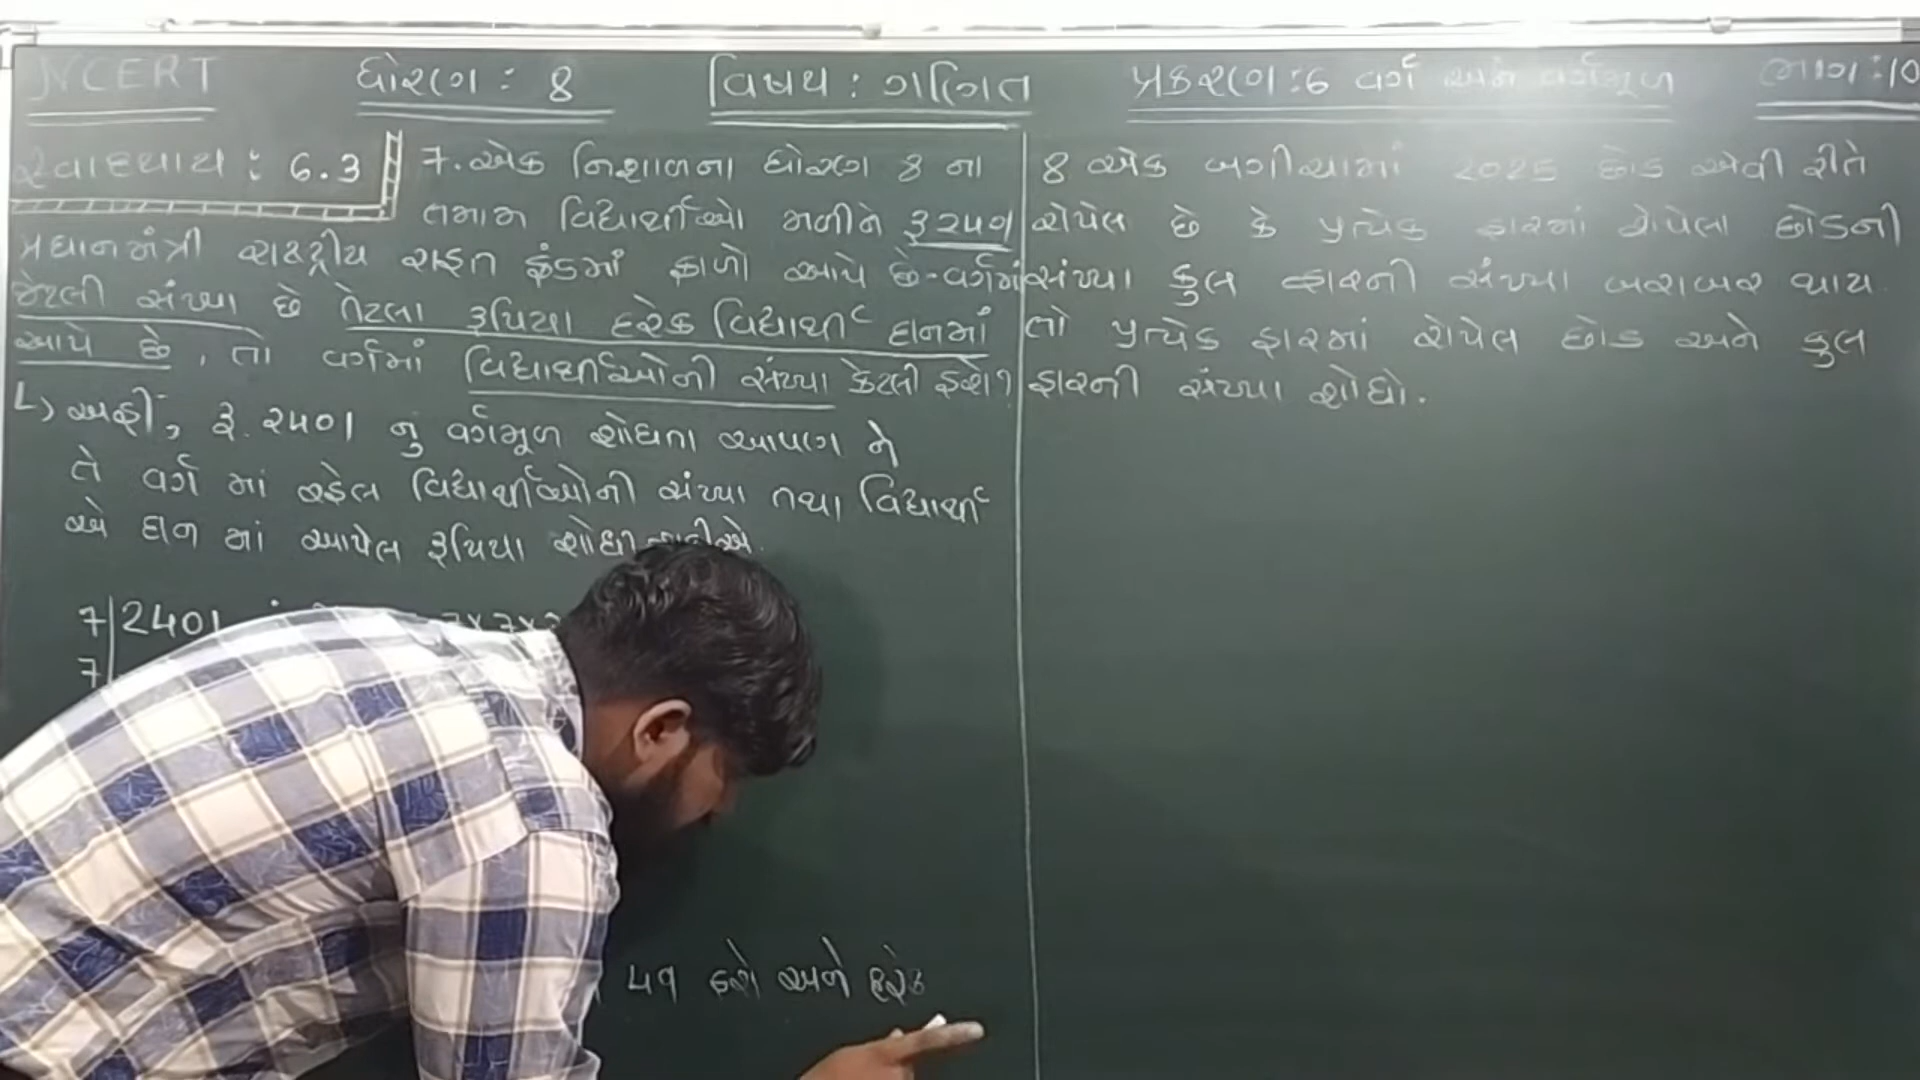 NCERT ધોરણ : 8 વિષય : ગણિત પ્રકરણ : 6 વર્ગ અને વર્ગમૂળ ભાગ : 10
સ્વાધ્યાય : 6.3
7. એક નિશાળના ધોરણ 8 ના
તમામ વિદ્યાર્થીઓ મળીને રૂ 2401
પ્રધાનમંત્રી રાષ્ટ્રીય રાહત ફંડમાં ફાળો આપે છે - વર્ગમાં
જેટલી સંખ્યા છે તેટલા રૂપિયા દરેક વિદ્યાર્થી દાનમાં
આપે છે, તો વર્ગમાં વિદ્યાર્થીઓની સંખ્યા કેટલી હશે?
L) અહીં, રૂ. 2401 નુ વર્ગમૂળ શોધતા આપણ ને
તે વર્ગ માં રહેલ વિદ્યાર્થીઓની સંખ્યા તથા વિદ્યાર્થી
એ દાન માં આપેલ રૂપિયા શોધી
7 | 2401 7 x 7 x
7
49 હશે અને દરેક
8 એક બગીચામાં 2025 છોડ એવી રીતે
રોપેલ છે કે પ્રત્યેક હારમાં રોપેલા છોડની
સંખ્યા કુલ હારની સંખ્યા બરાબર થાય
તો પ્રત્યેક હારમાં રોપેલ છોડ અને કુલ
હારની સંખ્યા શોધો.